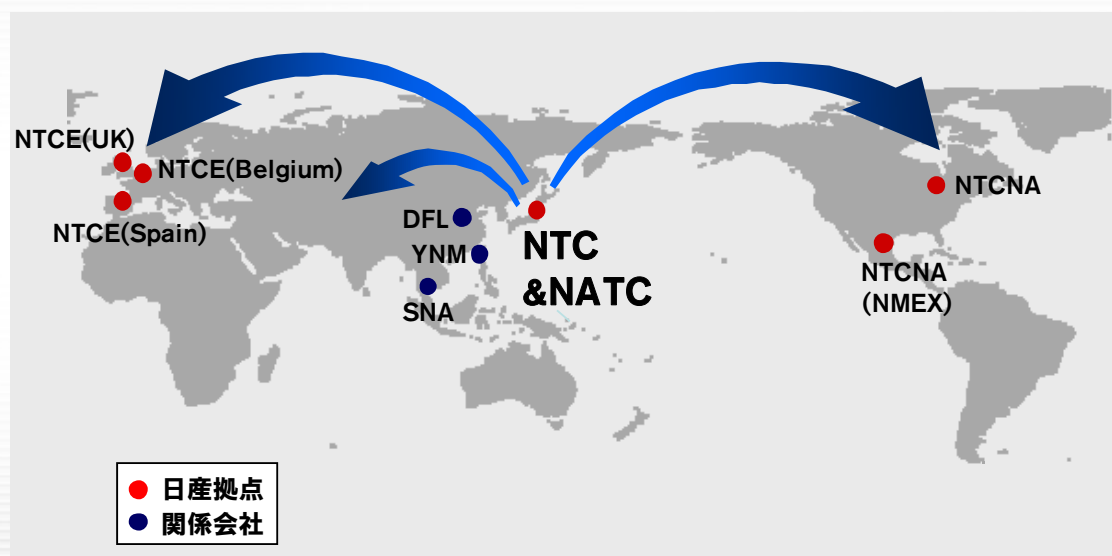 NTCE(UK)
NTCE(Belgium)
NTCE(Spain)
DFL
YNM
SNA
NTC
&NATC
NTCNA
NTCNA
(NMEX)
日産拠点
関係会社